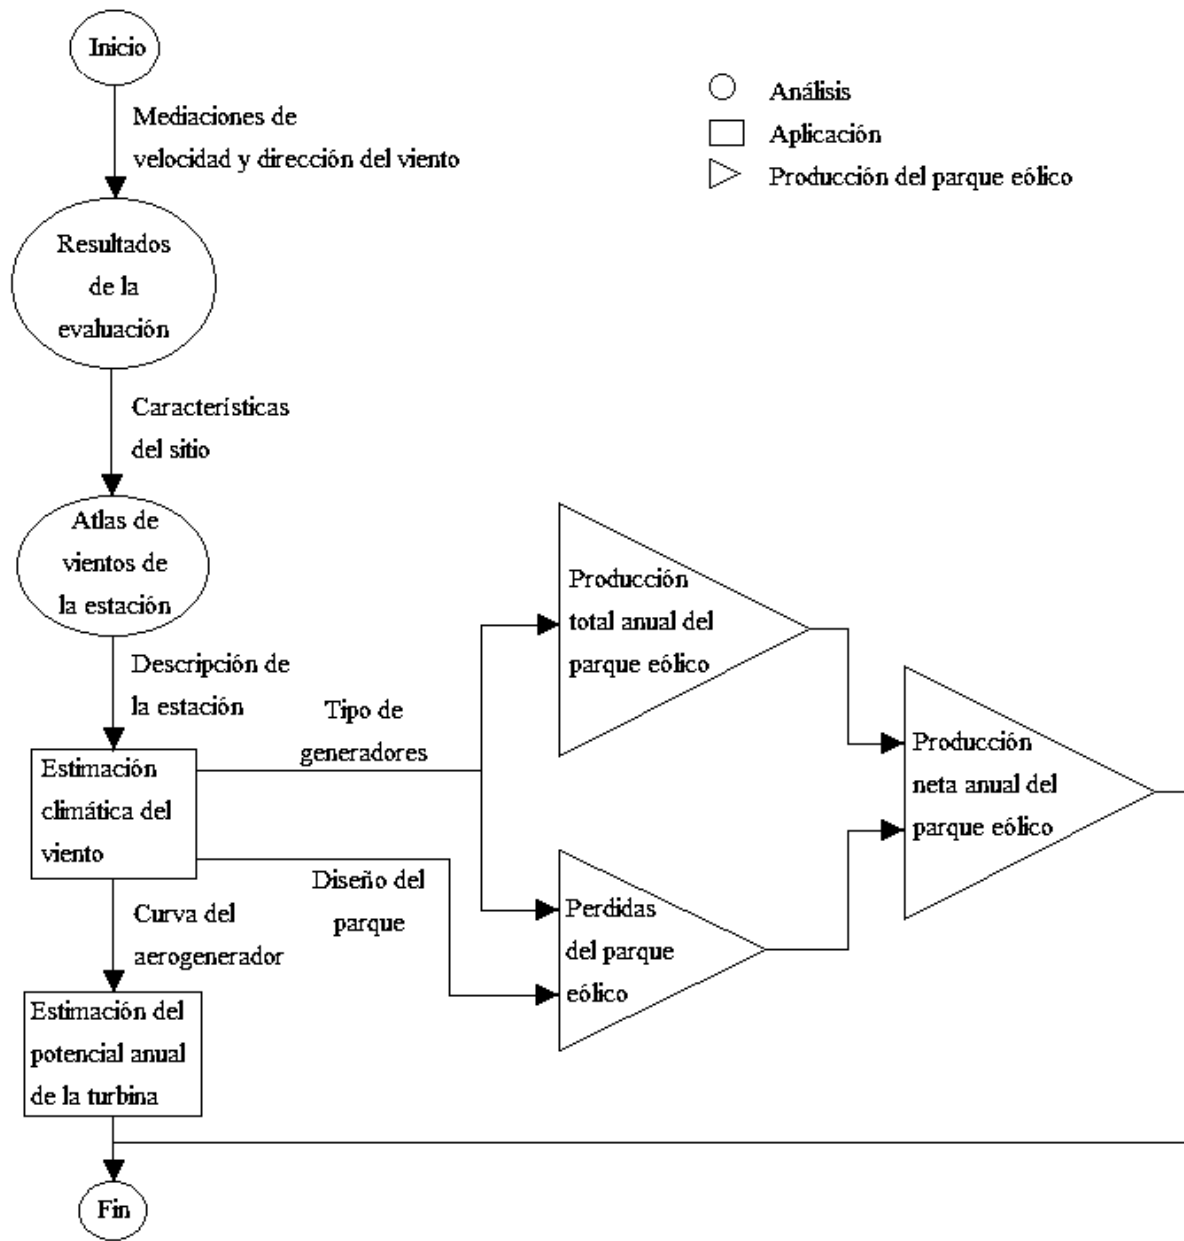 Inicio
Mediaciones de
velocidad y dirección del viento
Análisis
Aplicación
Producción del parque eólico
Resultados
de la
evaluación
Características
del sitio
Atlas de
vientos de
la estación
Descripción de
la estación
Tipo de
generadores
Producción
total anual del
parque eólico
Estimación
climática del
viento
Producción
neta anual del
parque eólico
Diseño del
parque
Perdidas
del parque
eólico
Curva del
aerogenerador
Estimación del
potencial anual
de la turbina
Fin